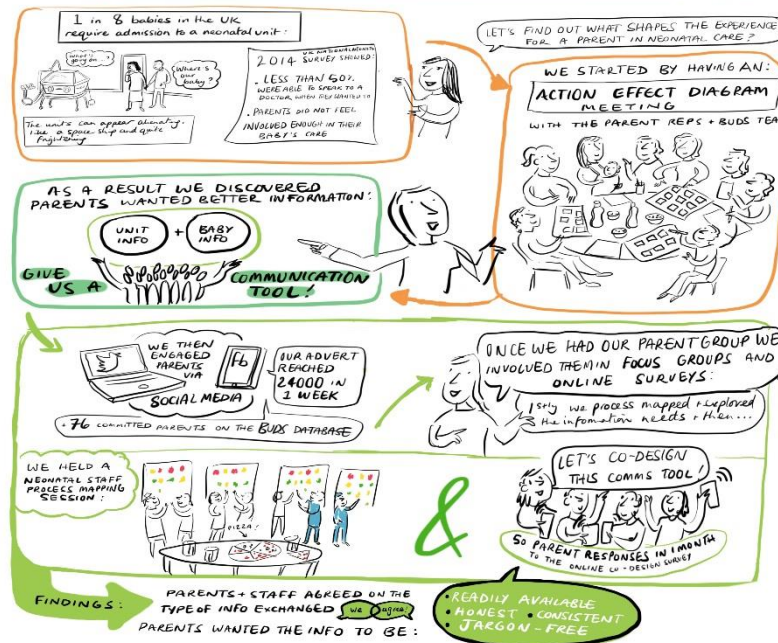 1 in 8 babies in the UK
require admission to a neonatal unit:
What's
going on?
Where's
our
baby?
The units can appear alienating,
like a space ship and quite
frightening
UK NATIONAL NEONATAL
2014 SURVEY SHOWED:
• LESS THAN 50%
WERE ABLE TO SPEAK TO A
DOCTOR WHEN THEY WANTED TO
• PARENTS DID NOT FEEL
INVOLVED ENOUGH IN THEIR
BABY'S CARE
LET'S FIND OUT WHAT SHAPES THE EXPERIENCE
FOR A PARENT IN NEONATAL CARE?
WE STARTED BY HAVING AN:
ACTION EFFECT DIAGRAM
MEETING
WITH THE PARENT REPS + BUDS TEA
AS A RESULT WE DISCOVERED
PARENTS WANTED BETTER INFORMATION:
UNIT
INFO
+
BABY
INFO
GIVE
US A
COMMUNICATION
TOOL!
WE THEN
ENGAGED
PARENTS
VIA
SOCIAL MEDIA
fb
OUR ADVERT
REACHED
24000 IN
1 WEEK
+ 76 COMMITTED PARENTS ON THE BUDS DATABASE
ONCE WE HAD OUR PARENT GROUP WE
INVOLVED THEM IN FOCUS GROUPS AND
ONLINE SURVEYS:
1stly we process mapped + explored
the infomation needs + then...
WE HELD A
NEONATAL STAFF
PROCESS MAPPING
SESSION:
PIZZA!
&
LET'S CO-DESIGN
THIS COMMS TOOL!
50 PARENT RESPONSES IN 1 MONTH
TO THE ONLINE CO-DESIGN SURVEY
FINDINGS:
PARENTS + STAFF AGREED ON THE
TYPE OF INFO EXCHANGED we agree!
PARENTS WANTED THE INFO TO BE:
• READILY AVAILABLE
• HONEST • CONSISTENT
• JARGON-FREE